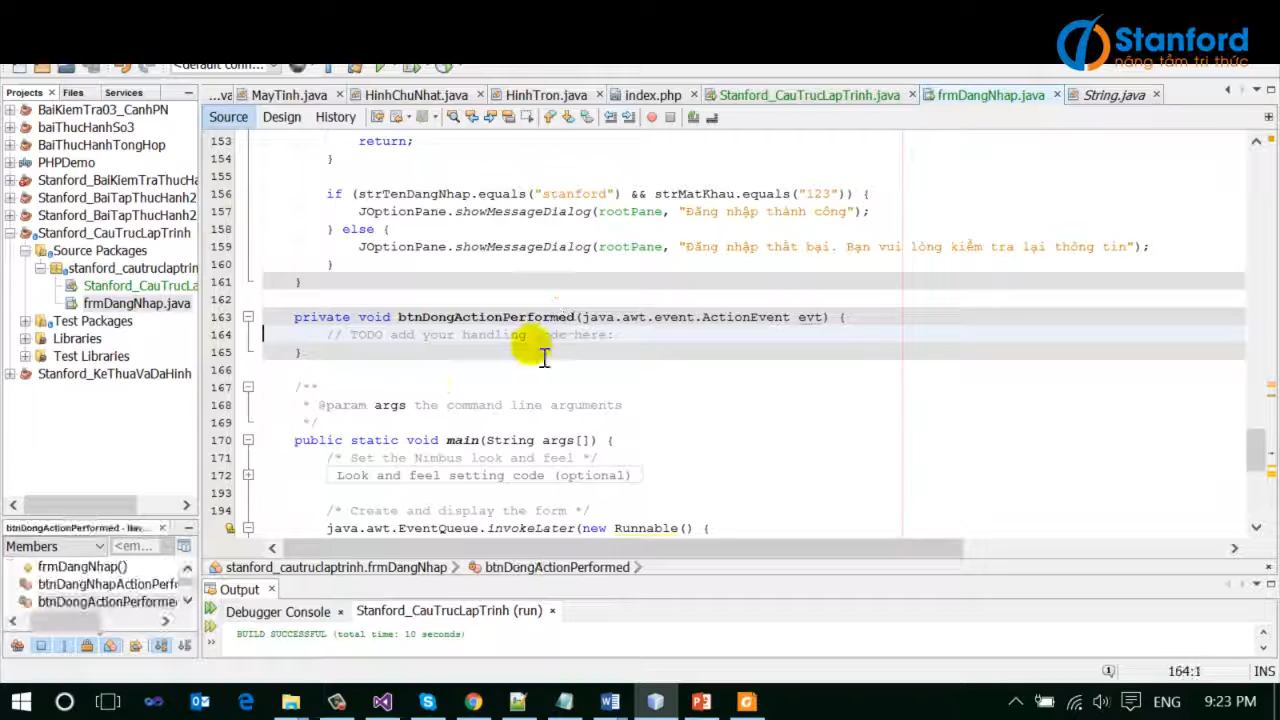 Stanford
nâng tầm tri thức
<default conn...
Projects
Files
Services
...va
MayTinh.java
HinhChuNhat.java
HinhTron.java
index.php
Stanford_CauTrucLapTrinh.java
frmDangNhap.java
String.java
Source
Design
History
BaiKiemTra03_CanhPN
baiThucHanhSo3
BaiThucHanhTongHop
PHPDemo
Stanford_BaiKiemTraThucHa
Stanford_BaiTapThucHanh2
Stanford_BaiTapThucHanh2
Stanford_CauTrucLapTrinh
Source Packages
stanford_cautruclaptrin
Stanford_CauTrucLa
frmDangNhap.java
Test Packages
Libraries
Test Libraries
Stanford_KeThuaVaDaHinh
153 return;
154 }
155
156 if (strTenDangNhap.equals("stanford") && strMatKhau.equals("123")) {
157 JOptionPane.showMessageDialog(rootPane, "Đăng nhập thành công");
158 } else {
159 JOptionPane.showMessageDialog(rootPane, "Đăng nhập thất bại. Bạn vui lòng kiểm tra lại thông tin");
160 }
161 }
162
163 private void btnDongActionPerformed(java.awt.event.ActionEvent evt) {
164 // TODO add your handling code here:
165 }
166
167 /**
168 * @param args the command line arguments
169 */
170 public static void main(String args[]) {
171 /* Set the Nimbus look and feel */
172 Look and feel setting code (optional)
193
194 /* Create and display the form */
java.awt.EventQueue.invokeLater(new Runnable() {
btnDongActionPerformed - Nav...
Members
<em...
frmDangNhap()
btnDangNhapActionPerf
btnDongActionPerforme
stanford_cautruclaptrinh.frmDangNhap
btnDongActionPerformed
Output
Debugger Console
Stanford_CauTrucLapTrinh (run)
BUILD SUCCESSFUL (total time: 10 seconds)
164:1
INS
ENG
9:23 PM